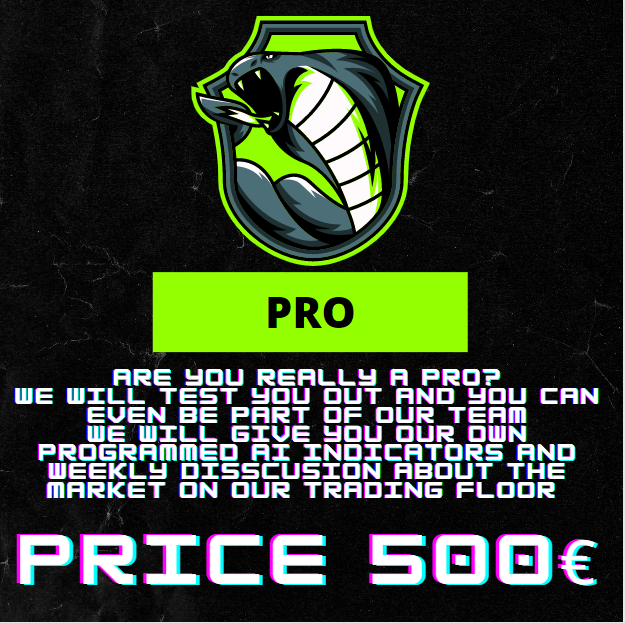 PRO
ARE YOU REALLY A PRO?
WE WILL TEST YOU OUT AND YOU CAN
EVEN BE PART OF OUR TEAM
WE WILL GIVE YOU OUR OWN
PROGRAMMED AI INDICATORS AND
WEEKLY DISSCUSION ABOUT THE
MARKET ON OUR TRADING FLOOR
PRICE 500€